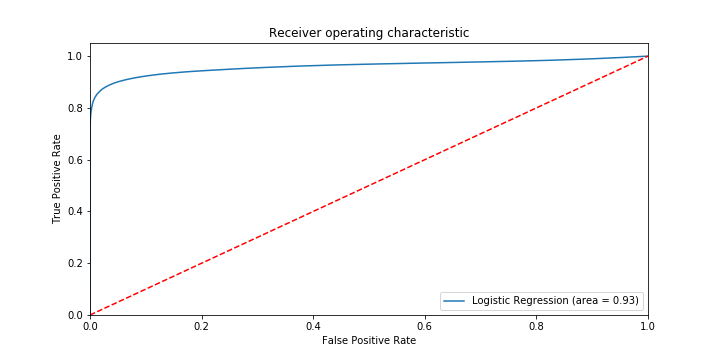 Receiver operating characteristic
1.0
0.8
0.6
0.4
0.2
0.0
True Positive Rate
Logistic Regression (area = 0.93)
0.0 0.2 0.4 0.6 0.8 1.0
False Positive Rate